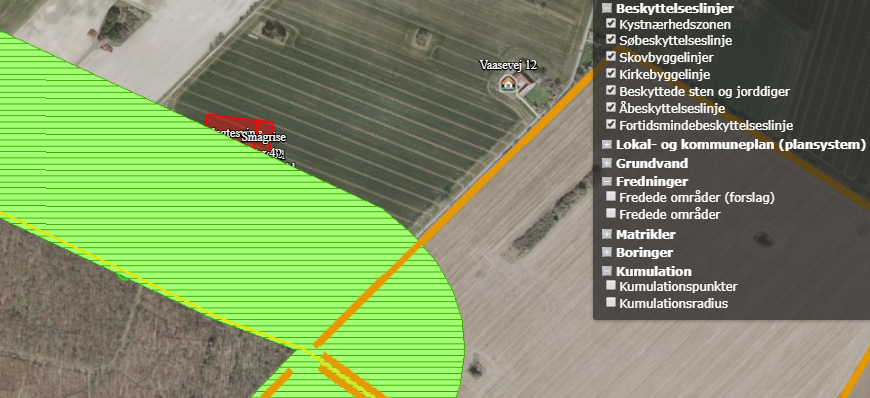 Beskyttelseslinjer
Kystnærhedszonen
Søbeskyttelseslinje
Skovbyggelinjer
Kirkebyggelinje
Beskyttede sten og jorddiger
Åbeskyttelseslinje
Fortidsmindebeskyttelseslinje
Lokal- og kommuneplan (plansystem)
Grundvand
Fredninger
Fredede områder (forslag)
Fredede områder
Matrikler
Boringer
Kumulation
Kumulationspunkter
Kumulationsradius
Vaasevej 12
Smågrise